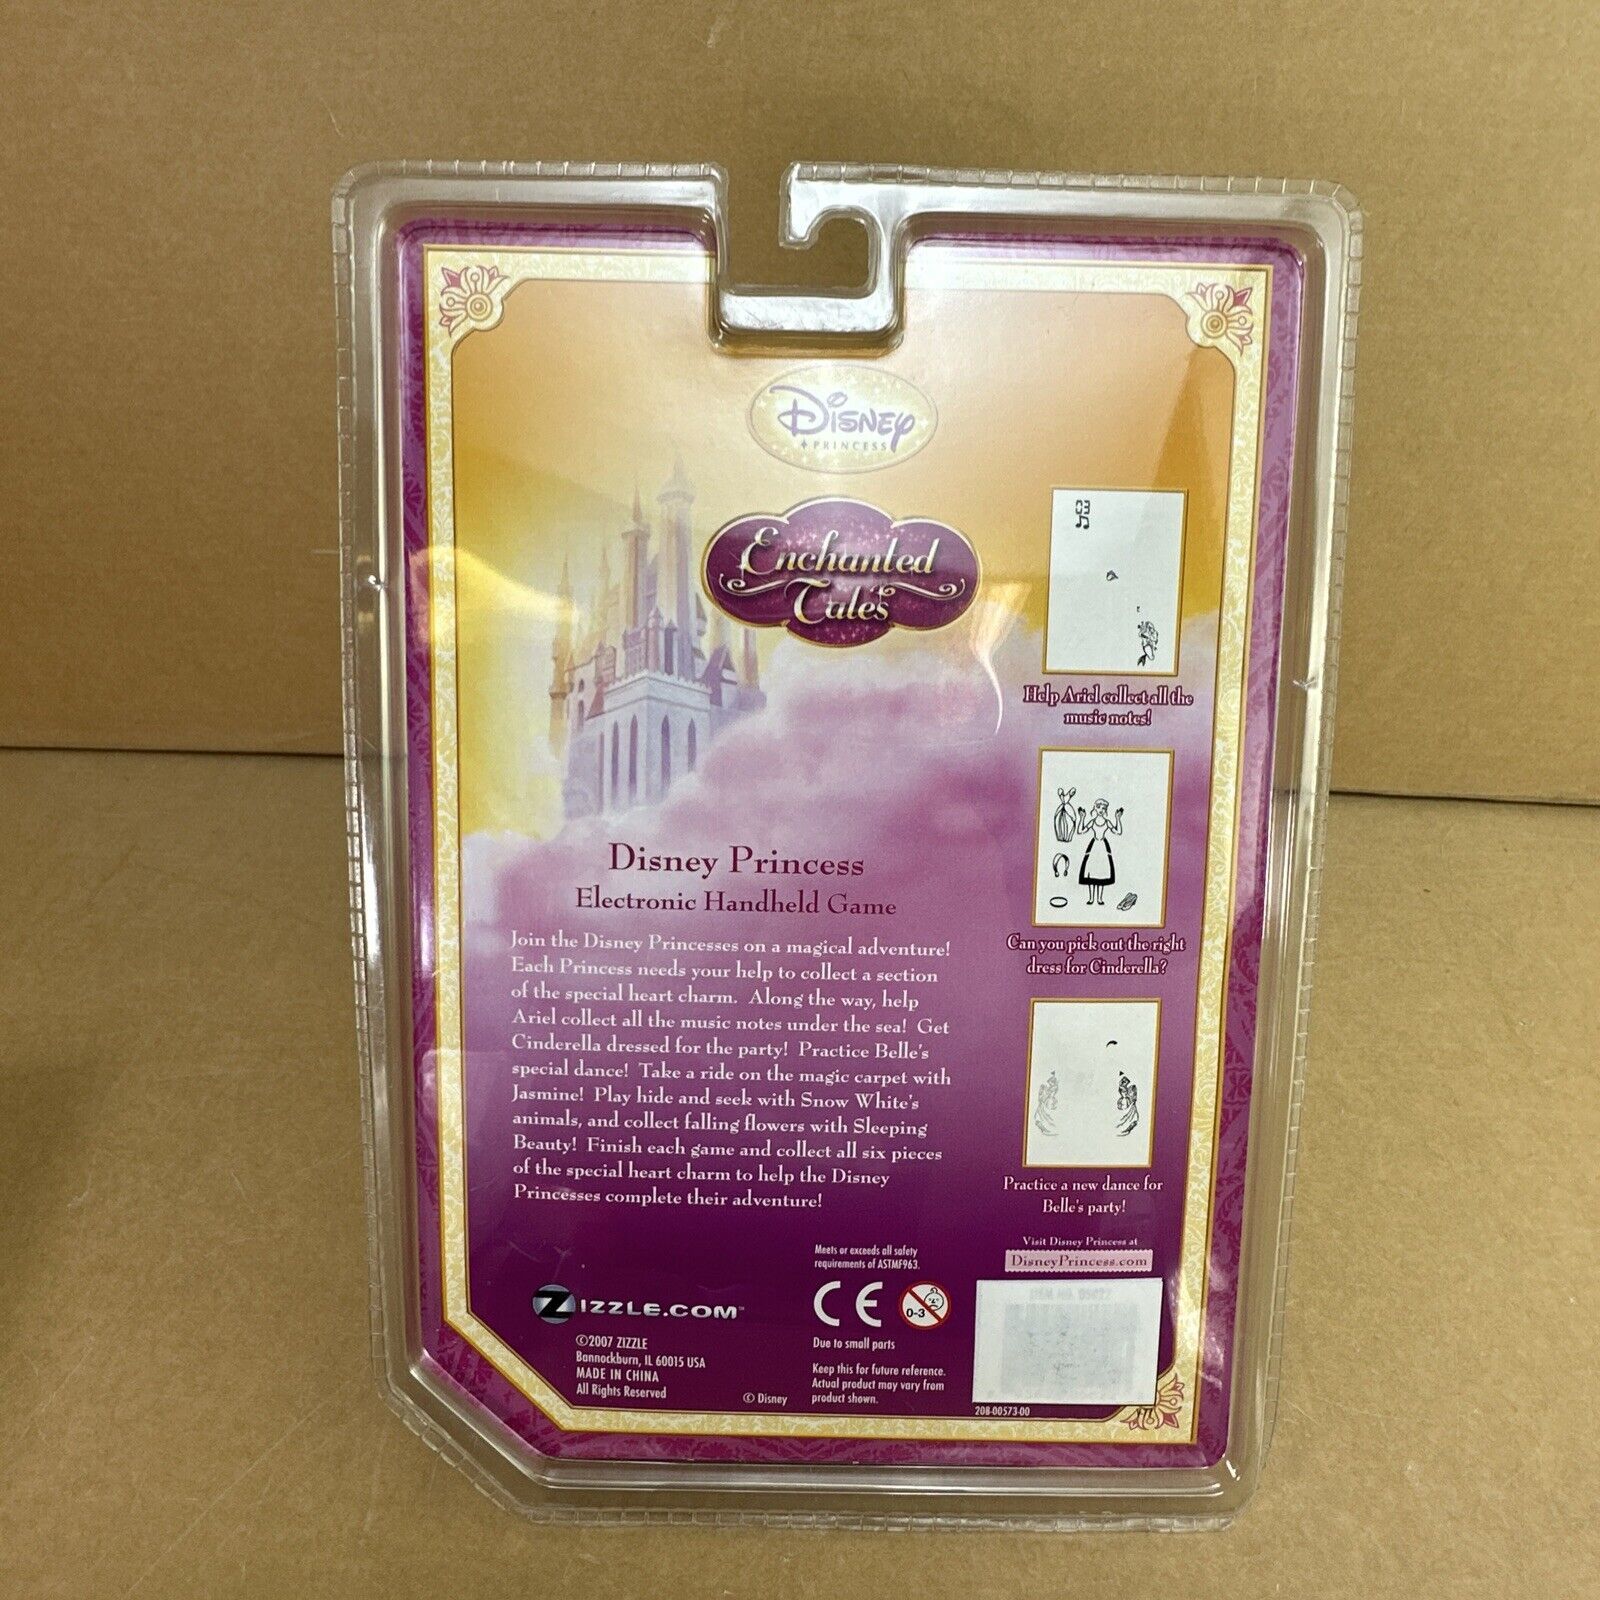 Disney
PRINCESS
Enchanted
Tales
03
Help Ariel collect all the
music notes!
Can you pick out the right
dress for Cinderella?
Practice a new dance for
Belle's party!
Disney Princess
Electronic Handheld Game
Join the Disney Princesses on a magical adventure!
Each Princess needs your help to collect a section
of the special heart charm. Along the way, help
Ariel collect all the music notes under the sea! Get
Cinderella dressed for the party! Practice Belle's
special dance! Take a ride on the magic carpet with
Jasmine! Play hide and seek with Snow White's
animals, and collect falling flowers with Sleeping
Beauty! Finish each game and collect all six pieces
of the special heart charm to help the Disney
Princesses complete their adventure!
Visit Disney Princess at
DisneyPrincess.com
Meets or exceeds all safety
requirements of ASTMF963.
ZIZZLE.COM™
CE
0-3
©2007 ZIZZLE
Bannockburn, IL 60015 USA
MADE IN CHINA
All Rights Reserved
© Disney
Due to small parts
Keep this for future reference.
Actual product may vary from
product shown.
ITEM NO.
208-00573-00